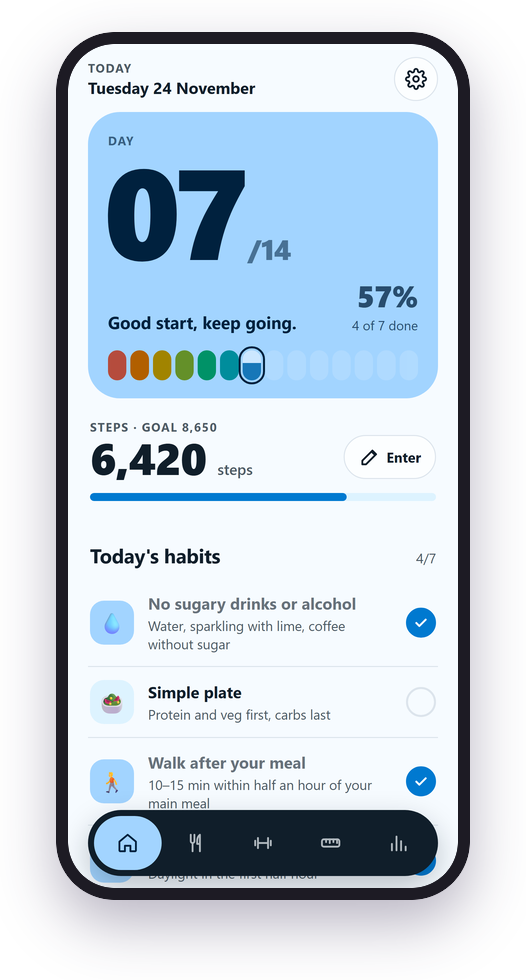 TODAY
Tuesday 24 November
DAY
07 /14
57%
Good start, keep going.
4 of 7 done
STEPS · GOAL 8,650
6,420 steps
Enter
Today's habits
4/7
No sugary drinks or alcohol
Water, sparkling with lime, coffee
without sugar
Simple plate
Protein and veg first, carbs last
Walk after your meal
10–15 min within half an hour of your
main meal
Daylight in the first half hour